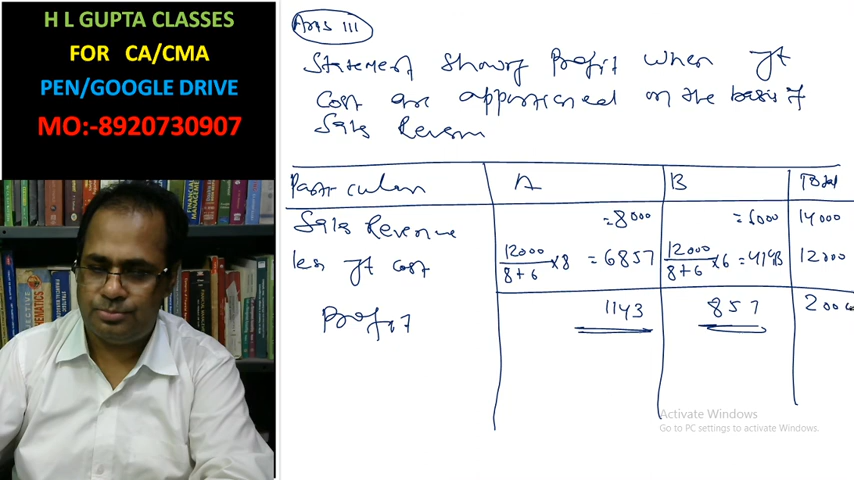 H L GUPTA CLASSES
FOR CA/CMA
PEN/GOOGLE DRIVE
MO:-8920730907
Ans III
Statement showing Profit when Jt
Cost are apportioned on the basis of
Sales Revenue
Particulars A B Total
Sales Revenue =8000 =6000 14000
less Jt cost 12000/8+6 ×8 =6857 12000/8+6 ×6 =4143 12000
Profit 1143 857 2000
Activate Windows
Go to PC settings to activate Windows.